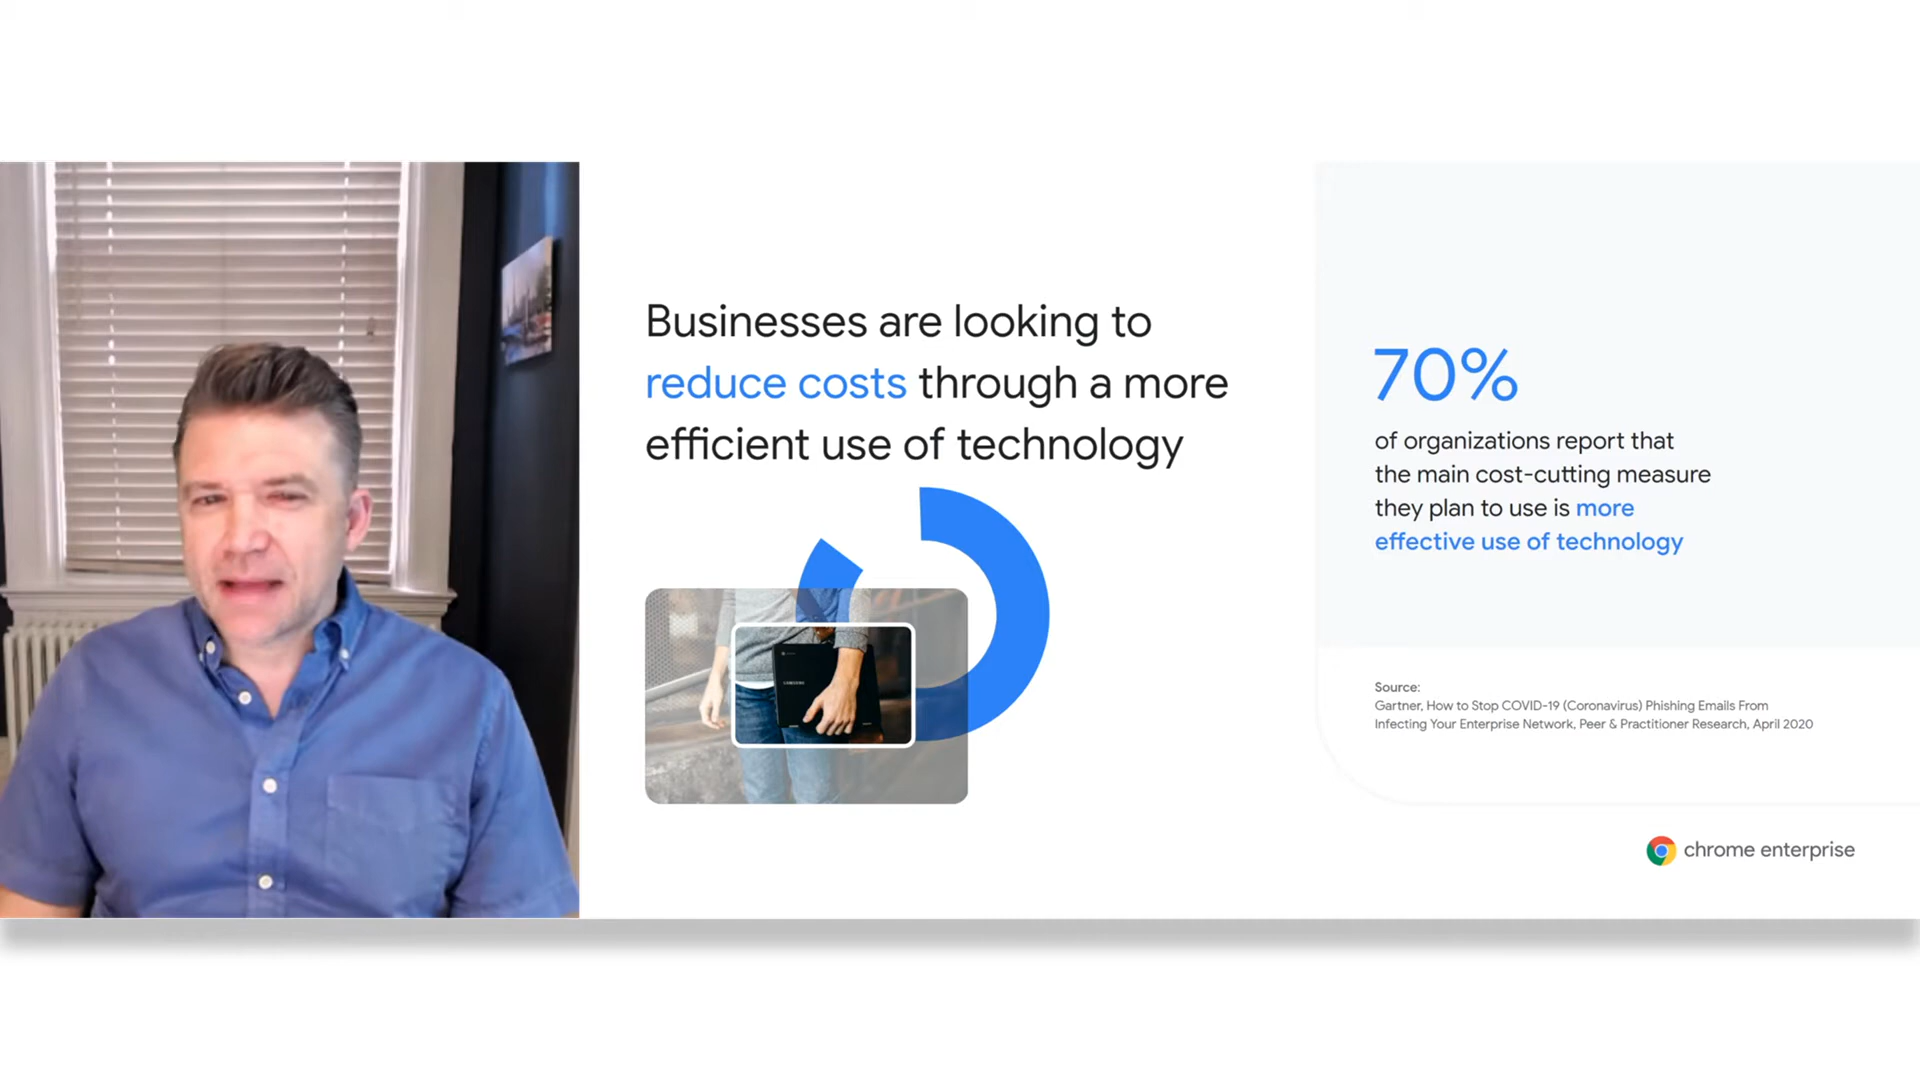 Businesses are looking to
reduce costs through a more
efficient use of technology
SAMSUNG
70%
of organizations report that
the main cost-cutting measure
they plan to use is more
effective use of technology
Source:
Gartner, How to Stop COVID-19 (Coronavirus) Phishing Emails From
Infecting Your Enterprise Network, Peer & Practitioner Research, April 2020
chrome enterprise